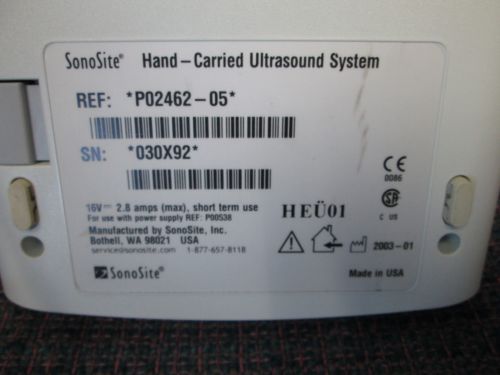 SonoSite® Hand-Carried Ultrasound System
REF: *P02462-05*
SN: *030X92*
16V⎓ 2.8 amps (max), short term use
For use with power supply REF: P00538
Manufactured by SonoSite, Inc.
Bothell, WA 98021 USA
service@sonosite.com 1-877-657-8118
SonoSite®
CE
0086
SA
C US
HEÜ01
2003-01
Made in USA